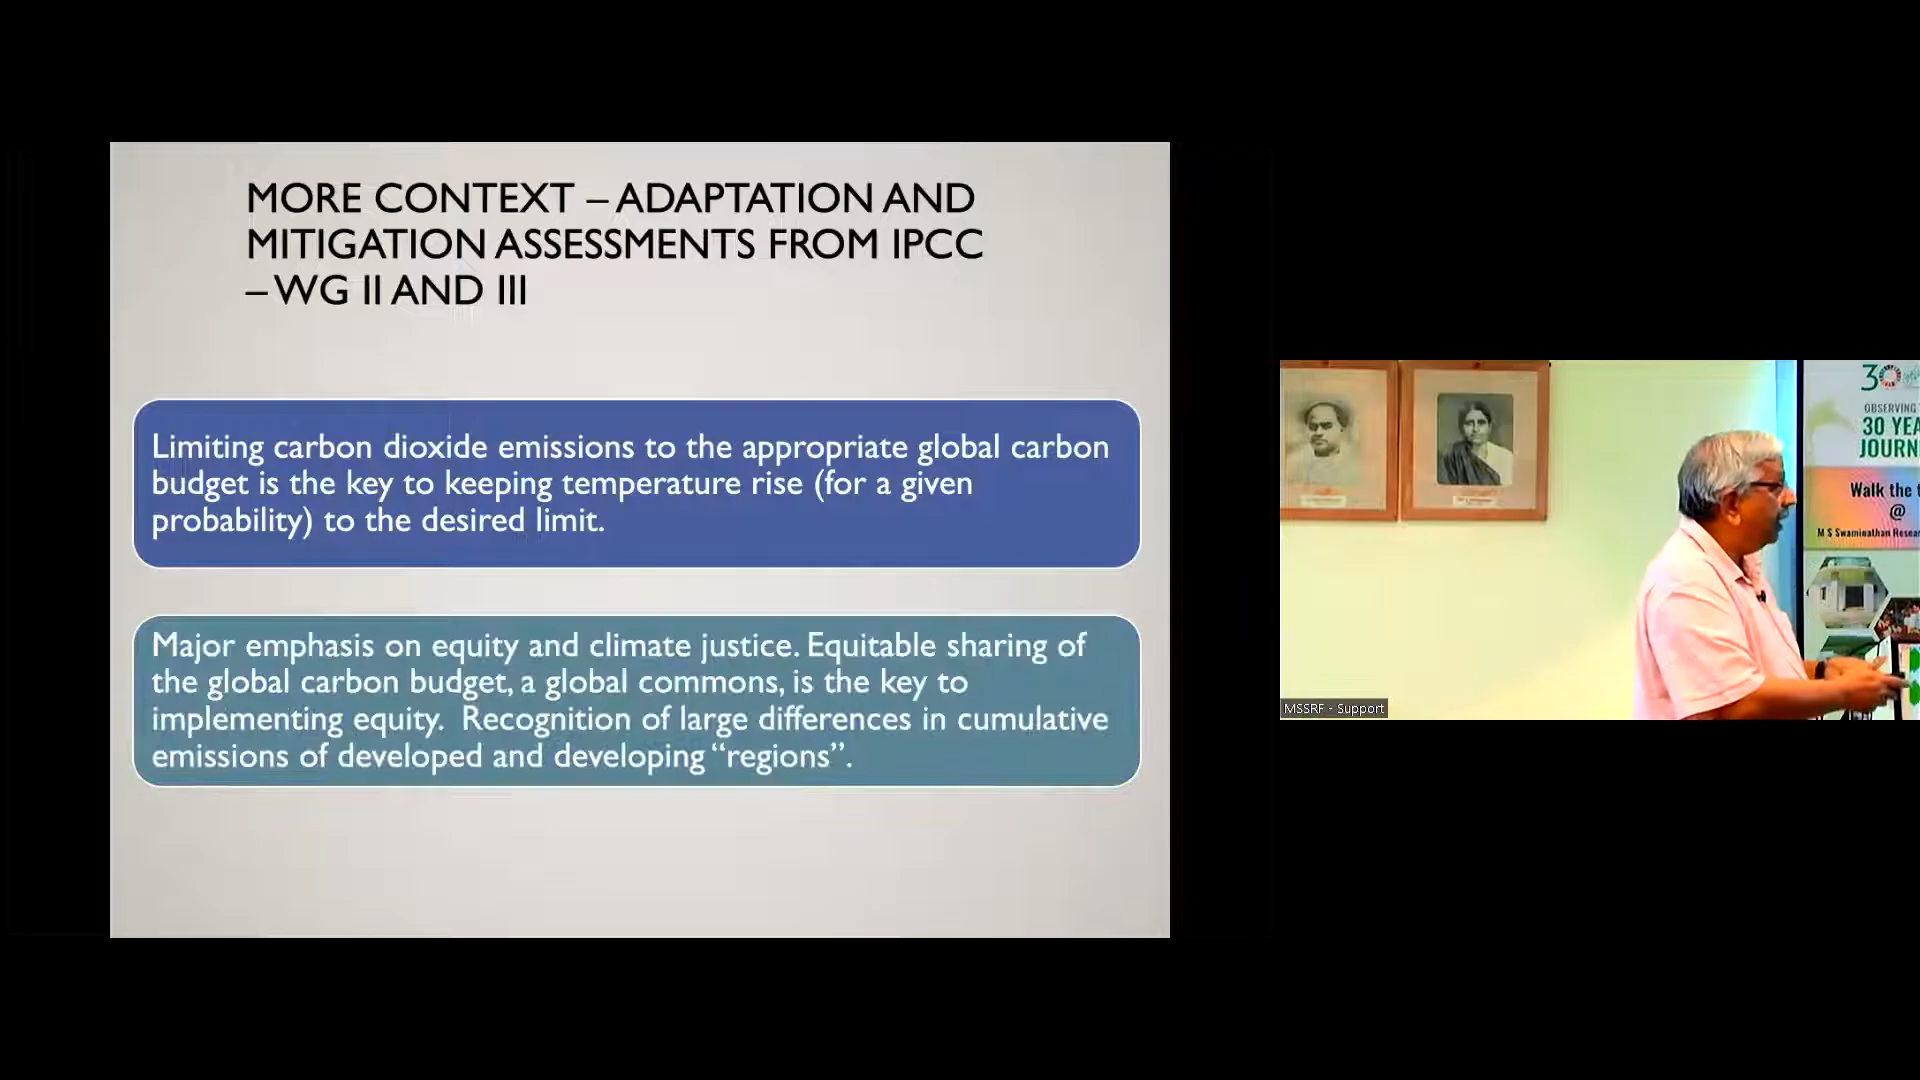 MORE CONTEXT – ADAPTATION AND
MITIGATION ASSESSMENTS FROM IPCC
– WG II AND III
Limiting carbon dioxide emissions to the appropriate global carbon
budget is the key to keeping temperature rise (for a given
probability) to the desired limit.
Major emphasis on equity and climate justice. Equitable sharing of
the global carbon budget, a global commons, is the key to
implementing equity.  Recognition of large differences in cumulative
emissions of developed and developing “regions”.
30
OBSERVING
30 YEA
JOURN
Walk the t
@
M S Swaminathan Resear
MSSRF - Support